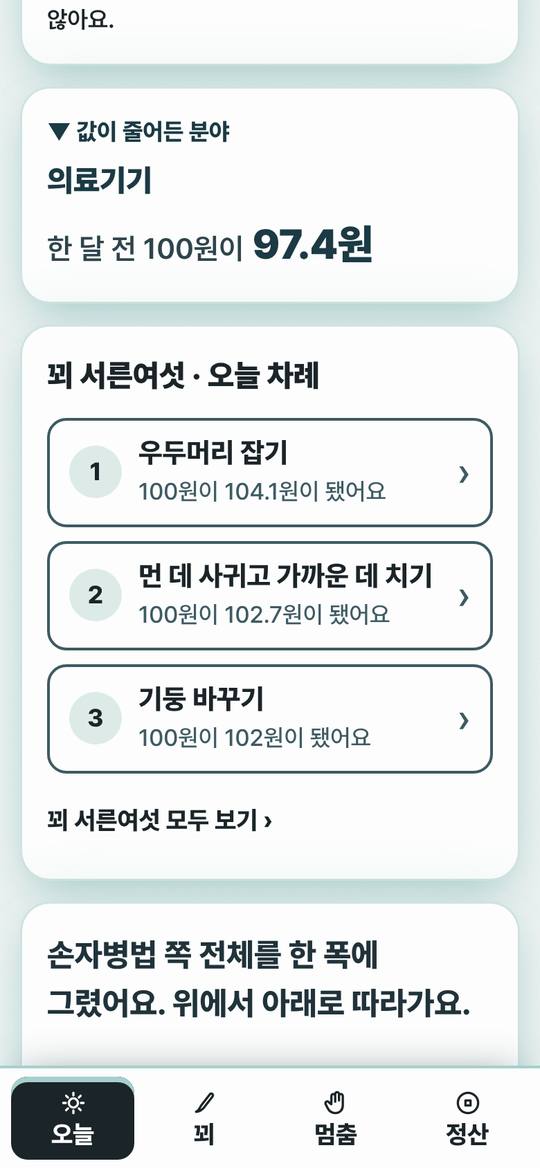 않아요.
▼ 값이 줄어든 분야
의료기기
한 달 전 100원이 97.4원
꾀 서른여섯 · 오늘 차례
1
우두머리 잡기
100원이 104.1원이 됐어요
›
2
먼 데 사귀고 가까운 데 치기
100원이 102.7원이 됐어요
›
3
기둥 바꾸기
100원이 102원이 됐어요
›
꾀 서른여섯 모두 보기 ›
손자병법 쪽 전체를 한 폭에
그렸어요. 위에서 아래로 따라가요.
오늘
꾀
멈춤
정산